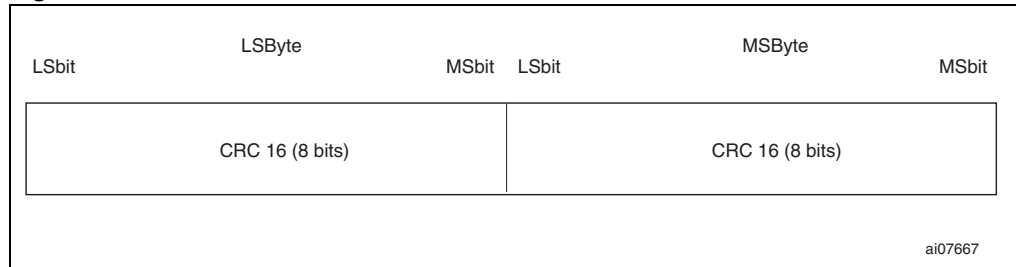 LSByte MSByte
LSbit MSbit LSbit MSbit
CRC 16 (8 bits) CRC 16 (8 bits)
ai07667